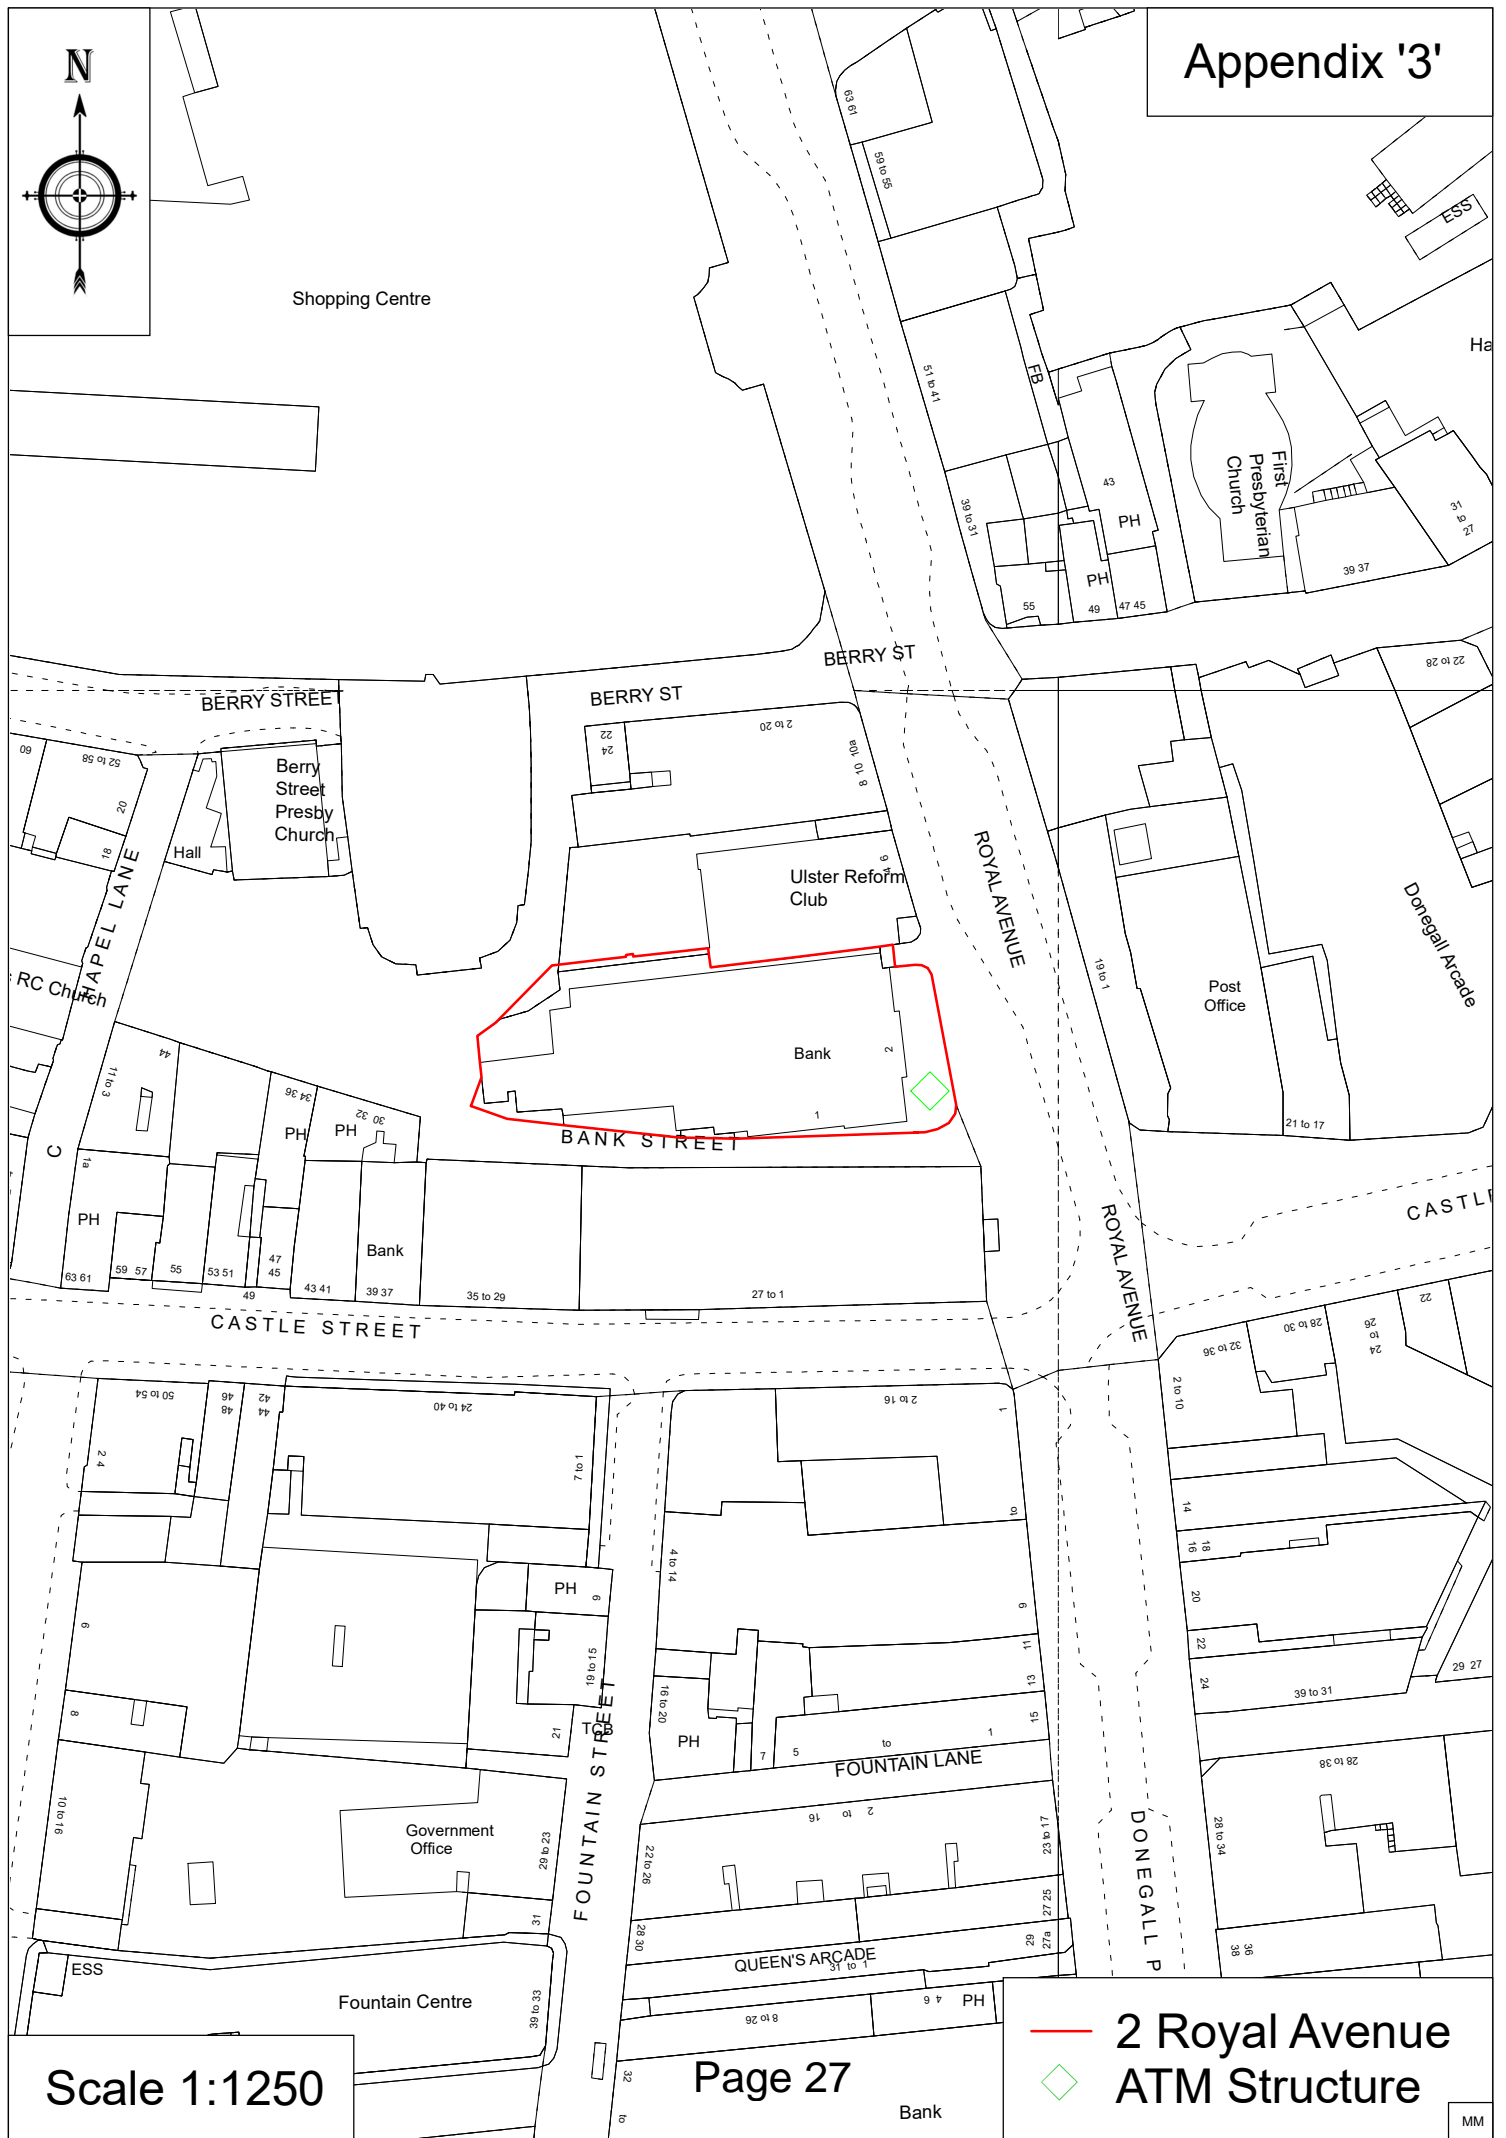 N
Appendix '3'
63 61
59 to 55
ESS
Shopping Centre
Ha
51 to 41
FB
First
Presbyterian
Church
43
PH
39 to 31
31
to
27
PH
39 37
55
49
47 45
BERRY ST
22 to 28
BERRY STREET
BERRY ST
2 to 20
22
24
8 10 10a
60
52 to 58
20
18
Berry
Street
Presby
Church
Hall
CHAPEL LANE
RC Church
Ulster Reform
Club
ROYAL AVENUE
Donegall Arcade
19 to 1
Post
Office
Bank
2
1
44
11 to 3
34 36
30
32
PH
PH
BANK STREET
21 to 17
1a
PH
Bank
ROYAL AVENUE
CASTLE
63 61
59 57
55
53 51
49
47
45
43 41
39 37
35 to 29
27 to 1
CASTLE STREET
22
28 to 30
26
to
24
32 to 36
50 to 54
46
48
42
44
24 to 40
2 to 16
1
2 to 10
2 4
7 to 1
to
14
16 18
4 to 14
PH
9
9
20
11
22
19 to 15
13
24
29 27
39 to 31
16 to 20
15
8
21
TCB
PH
7
5
to
1
FOUNTAIN LANE
28 to 38
10 to 16
FOUNTAIN STREET
2 to 16
Government
Office
29 to 23
22 to 26
23 to 17
28 to 34
DONEGALL P
31
28 30
27 25
29
27a
38 36
QUEEN'S ARCADE
31 to 1
ESS
Fountain Centre
39 to 33
4 6
PH
8 to 26
2 Royal Avenue
ATM Structure
Scale 1:1250
Page 27
32
to
Bank
MM